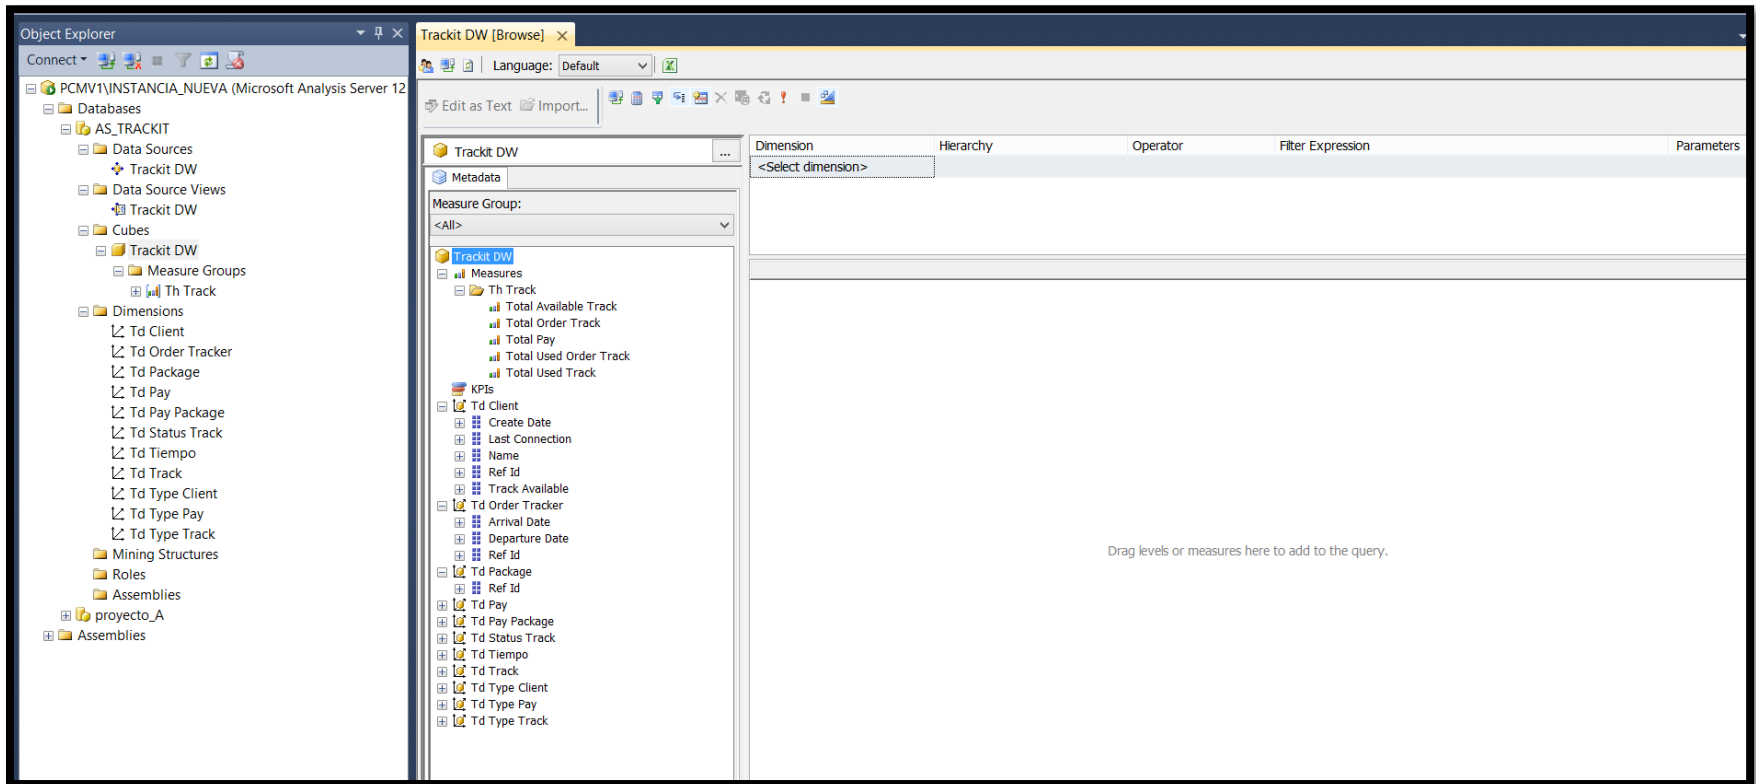 Object Explorer
Connect
PCMV1\INSTANCIA_NUEVA (Microsoft Analysis Server 12
Databases
AS_TRACKIT
Data Sources
Trackit DW
Data Source Views
Trackit DW
Cubes
Trackit DW
Measure Groups
Th Track
Dimensions
Td Client
Td Order Tracker
Td Package
Td Pay
Td Pay Package
Td Status Track
Td Tiempo
Td Track
Td Type Client
Td Type Pay
Td Type Track
Mining Structures
Roles
Assemblies
proyecto_A
Assemblies
Trackit DW [Browse]
Language: Default
Edit as Text Import...
Trackit DW ...
Metadata
Measure Group:
<All>
Trackit DW
Measures
Th Track
Total Available Track
Total Order Track
Total Pay
Total Used Order Track
Total Used Track
KPIs
Td Client
Create Date
Last Connection
Name
Ref Id
Track Available
Td Order Tracker
Arrival Date
Departure Date
Ref Id
Td Package
Ref Id
Td Pay
Td Pay Package
Td Status Track
Td Tiempo
Td Track
Td Type Client
Td Type Pay
Td Type Track
Dimension Hierarchy Operator Filter Expression Parameters
<Select dimension>
Drag levels or measures here to add to the query.